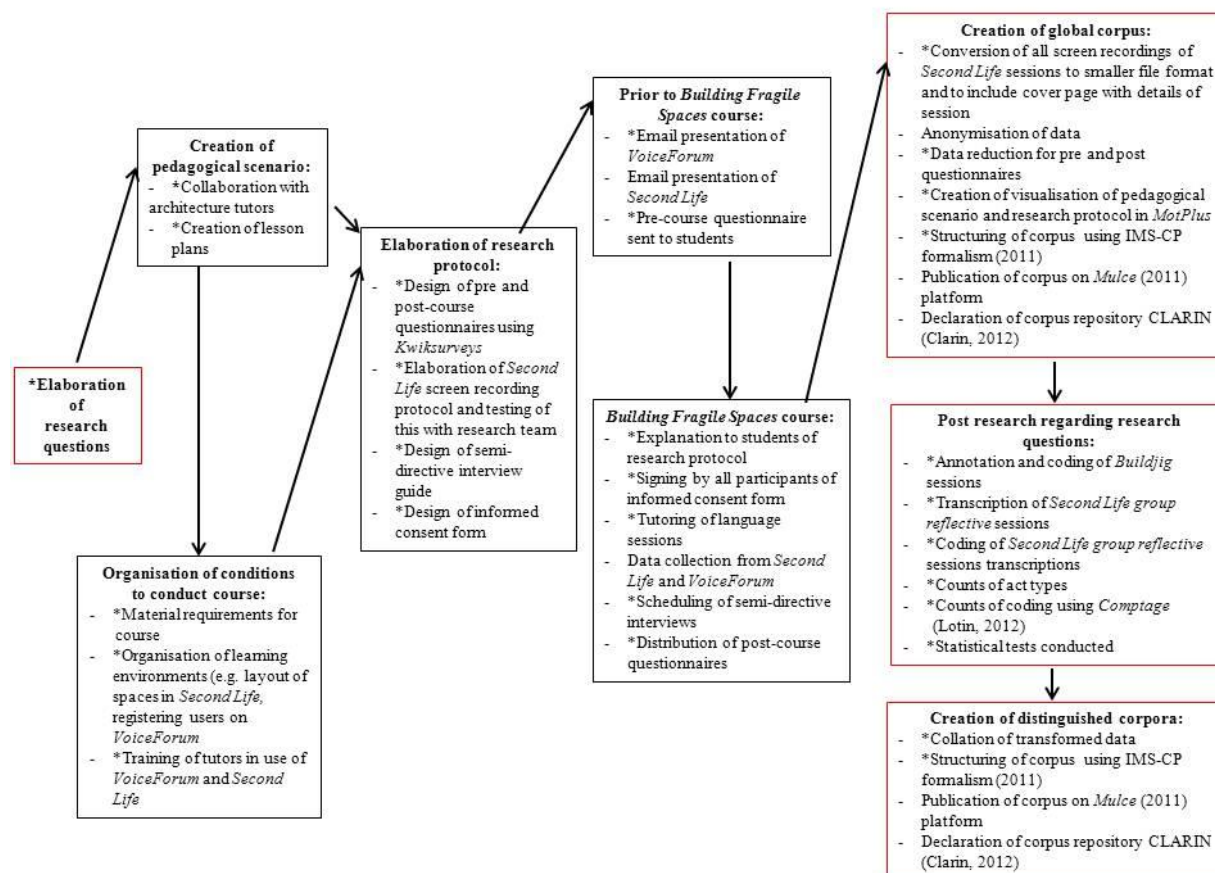 *Elaboration
of
research
questions
Creation of
pedagogical scenario:
- *Collaboration with
architecture tutors
- *Creation of lesson
plans
Organisation of conditions
to conduct course:
- *Material requirements for
course
- *Organisation of learning
environments (e.g. layout of
spaces in Second Life,
registering users on
VoiceForum
- *Training of tutors in use of
VoiceForum and Second
Life
Elaboration of research
protocol:
- *Design of pre and
post-course
questionnaires using
Kwiksurveys
- *Elaboration of Second
Life screen recording
protocol and testing of
this with research team
- *Design of semi-
directive interview
guide
- *Design of informed
consent form
Prior to Building Fragile
Spaces course:
- *Email presentation of
VoiceForum
- Email presentation of
Second Life
- *Pre-course questionnaire
sent to students
Building Fragile Spaces course:
- *Explanation to students of
research protocol
- *Signing by all participants of
informed consent form
- *Tutoring of language
sessions
- Data collection from Second
Life and VoiceForum
- *Scheduling of semi-directive
interviews
- *Distribution of post-course
questionnaires
Creation of global corpus:
- *Conversion of all screen recordings of
Second Life sessions to smaller file format
and to include cover page with details of
session
- Anonymisation of data
- *Data reduction for pre and post
questionnaires
- *Creation of visualisation of pedagogical
scenario and research protocol in MotPlus
- *Structuring of corpus using IMS-CP
formalism (2011)
- Publication of corpus on Mulce (2011)
platform
- Declaration of corpus repository CLARIN
(Clarin, 2012)
Post research regarding research
questions:
- *Annotation and coding of Buildjig
sessions
- *Transcription of Second Life group
reflective sessions
- *Coding of Second Life group reflective
sessions transcriptions
- *Counts of act types
- *Counts of coding using Comptage
(Lotin, 2012)
- *Statistical tests conducted
Creation of distinguished corpora:
- *Collation of transformed data
- *Structuring of corpus using IMS-CP
formalism (2011)
- Publication of corpus on Mulce (2011)
platform
- Declaration of corpus repository CLARIN
(Clarin, 2012)